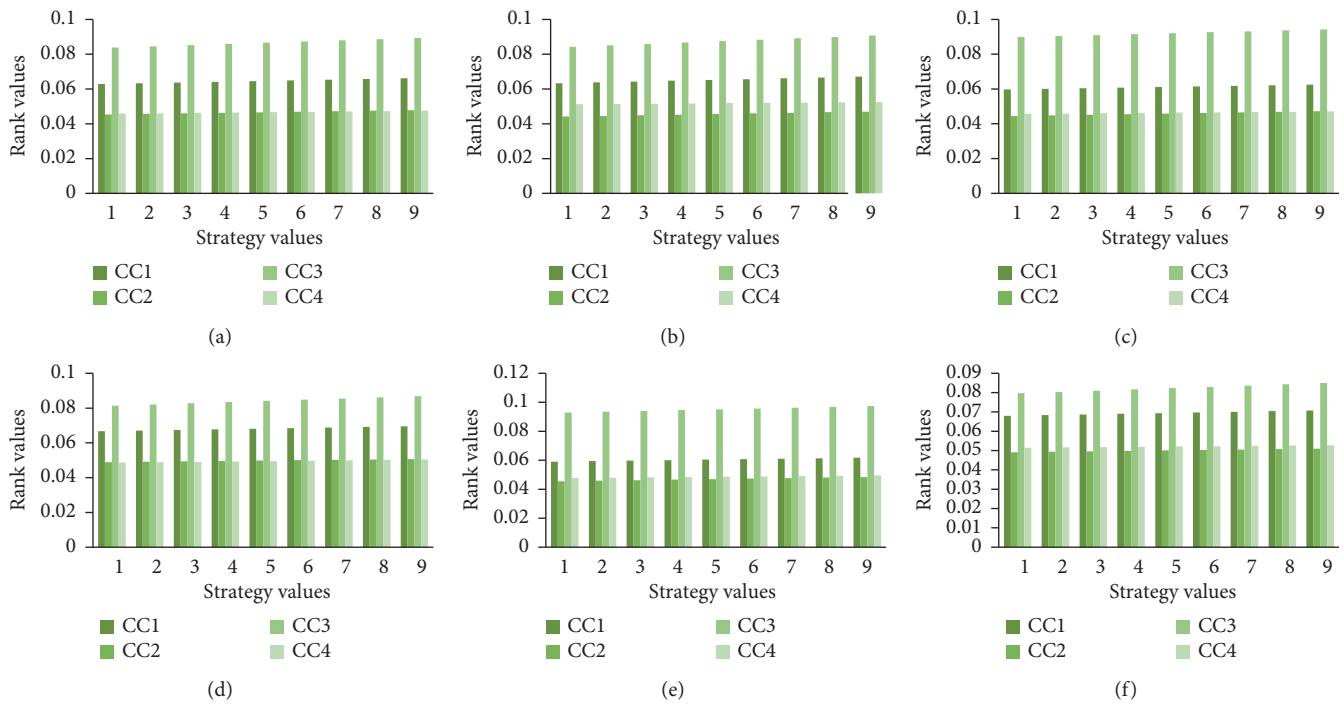 Rank values
0.1
0.08
0.06
0.04
0.02
0
1 2 3 4 5 6 7 8 9
Strategy values
CC1 CC3
CC2 CC4
(a)
Rank values
0.1
0.08
0.06
0.04
0.02
0
1 2 3 4 5 6 7 8 9
Strategy values
CC1 CC3
CC2 CC4
(b)
Rank values
0.1
0.08
0.06
0.04
0.02
0
1 2 3 4 5 6 7 8 9
Strategy values
CC1 CC3
CC2 CC4
(c)
Rank values
0.1
0.08
0.06
0.04
0.02
0
1 2 3 4 5 6 7 8 9
Strategy values
CC1 CC3
CC2 CC4
(d)
Rank values
0.12
0.1
0.08
0.06
0.04
0.02
0
1 2 3 4 5 6 7 8 9
Strategy values
CC1 CC3
CC2 CC4
(e)
Rank values
0.09
0.08
0.07
0.06
0.05
0.04
0.03
0.02
0.01
0
1 2 3 4 5 6 7 8 9
Strategy values
CC1 CC3
CC2 CC4
(f)